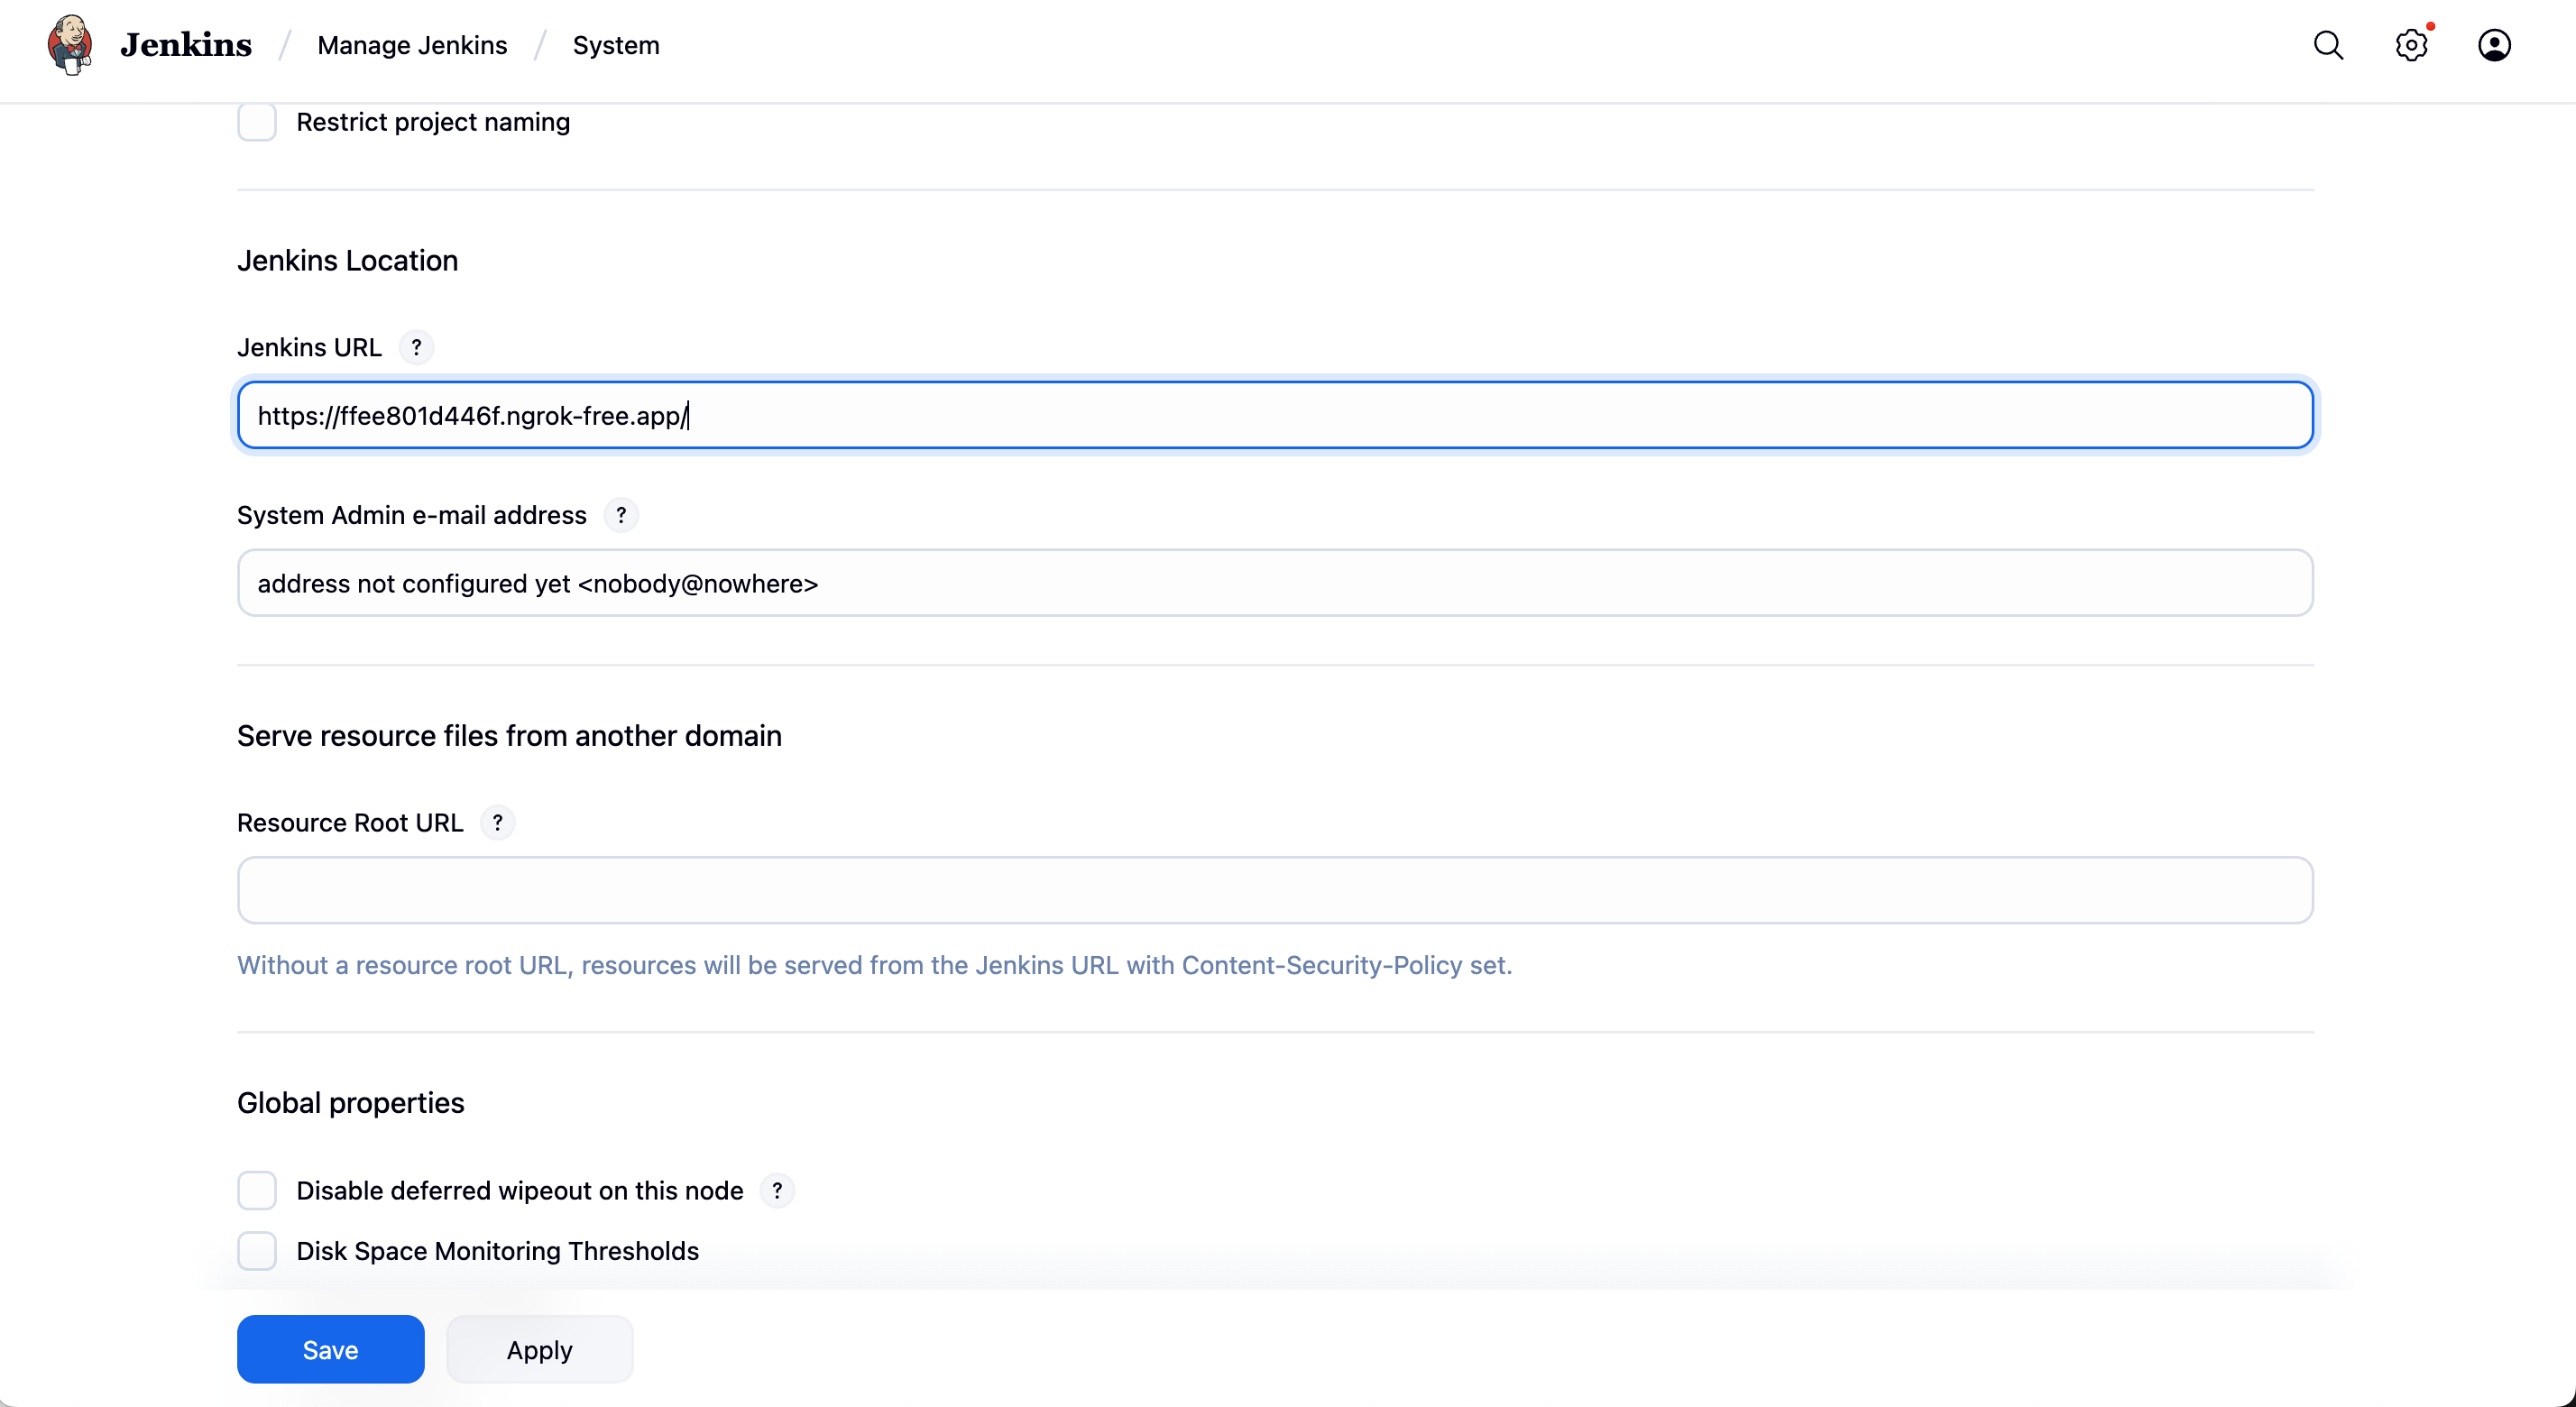 Jenkins / Manage Jenkins / System
Restrict project naming
Jenkins Location
Jenkins URL ?
https://ffee801d446f.ngrok-free.app/
System Admin e-mail address ?
address not configured yet <nobody@nowhere>
Serve resource files from another domain
Resource Root URL ?
Without a resource root URL, resources will be served from the Jenkins URL with Content-Security-Policy set.
Global properties
Disable deferred wipeout on this node ?
Disk Space Monitoring Thresholds
Save Apply